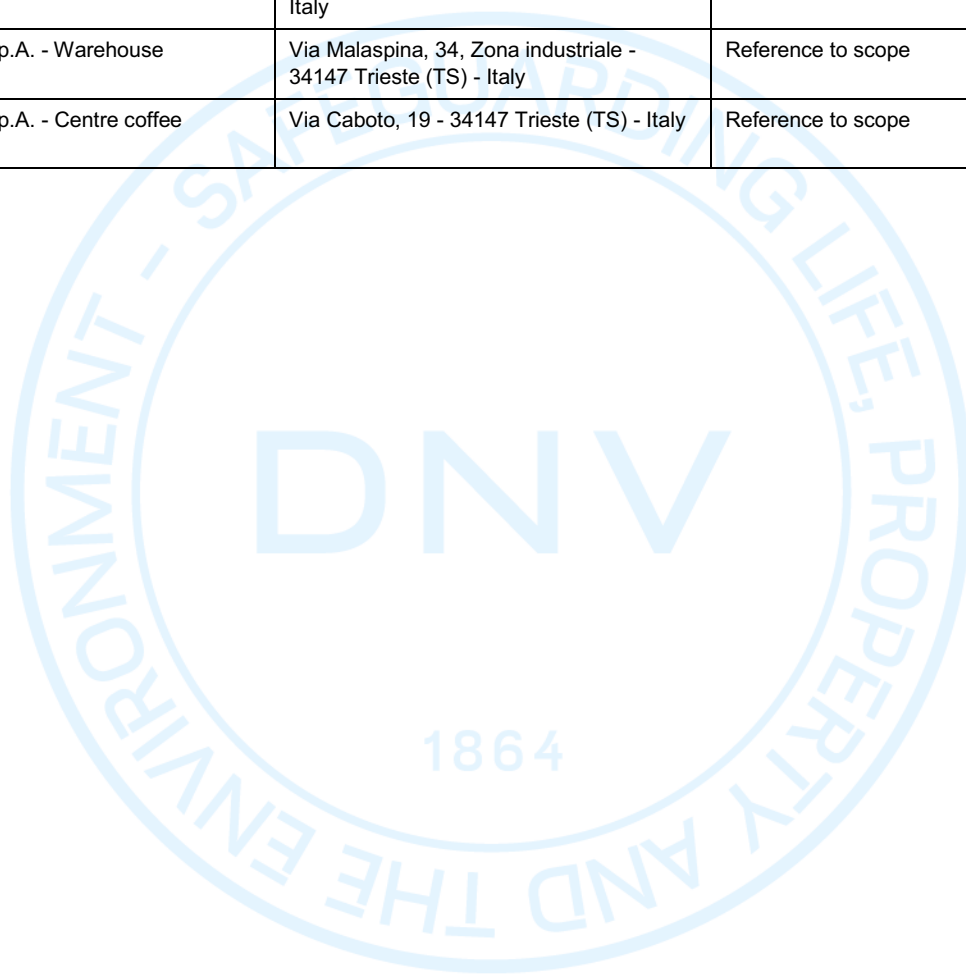 Italy
p.A. - Warehouse
Via Malaspina, 34, Zona industriale -
34147 Trieste (TS) - Italy
Reference to scope
p.A. - Centre coffee
Via Caboto, 19 - 34147 Trieste (TS) - Italy
Reference to scope
SAFEGUARDING LIFE, PROPERTY AND THE ENVIRONMENT -
DNV
1864